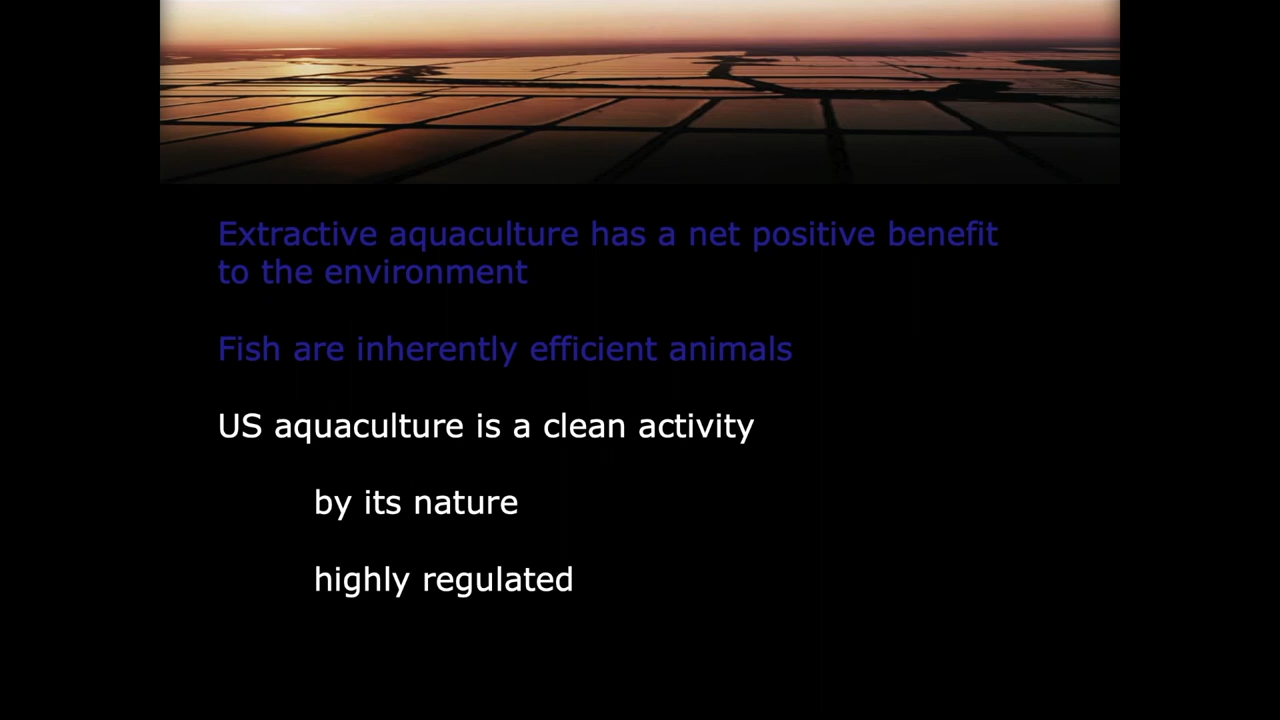 Extractive aquaculture has a net positive benefit
to the environment
Fish are inherently efficient animals
US aquaculture is a clean activity
by its nature
highly regulated